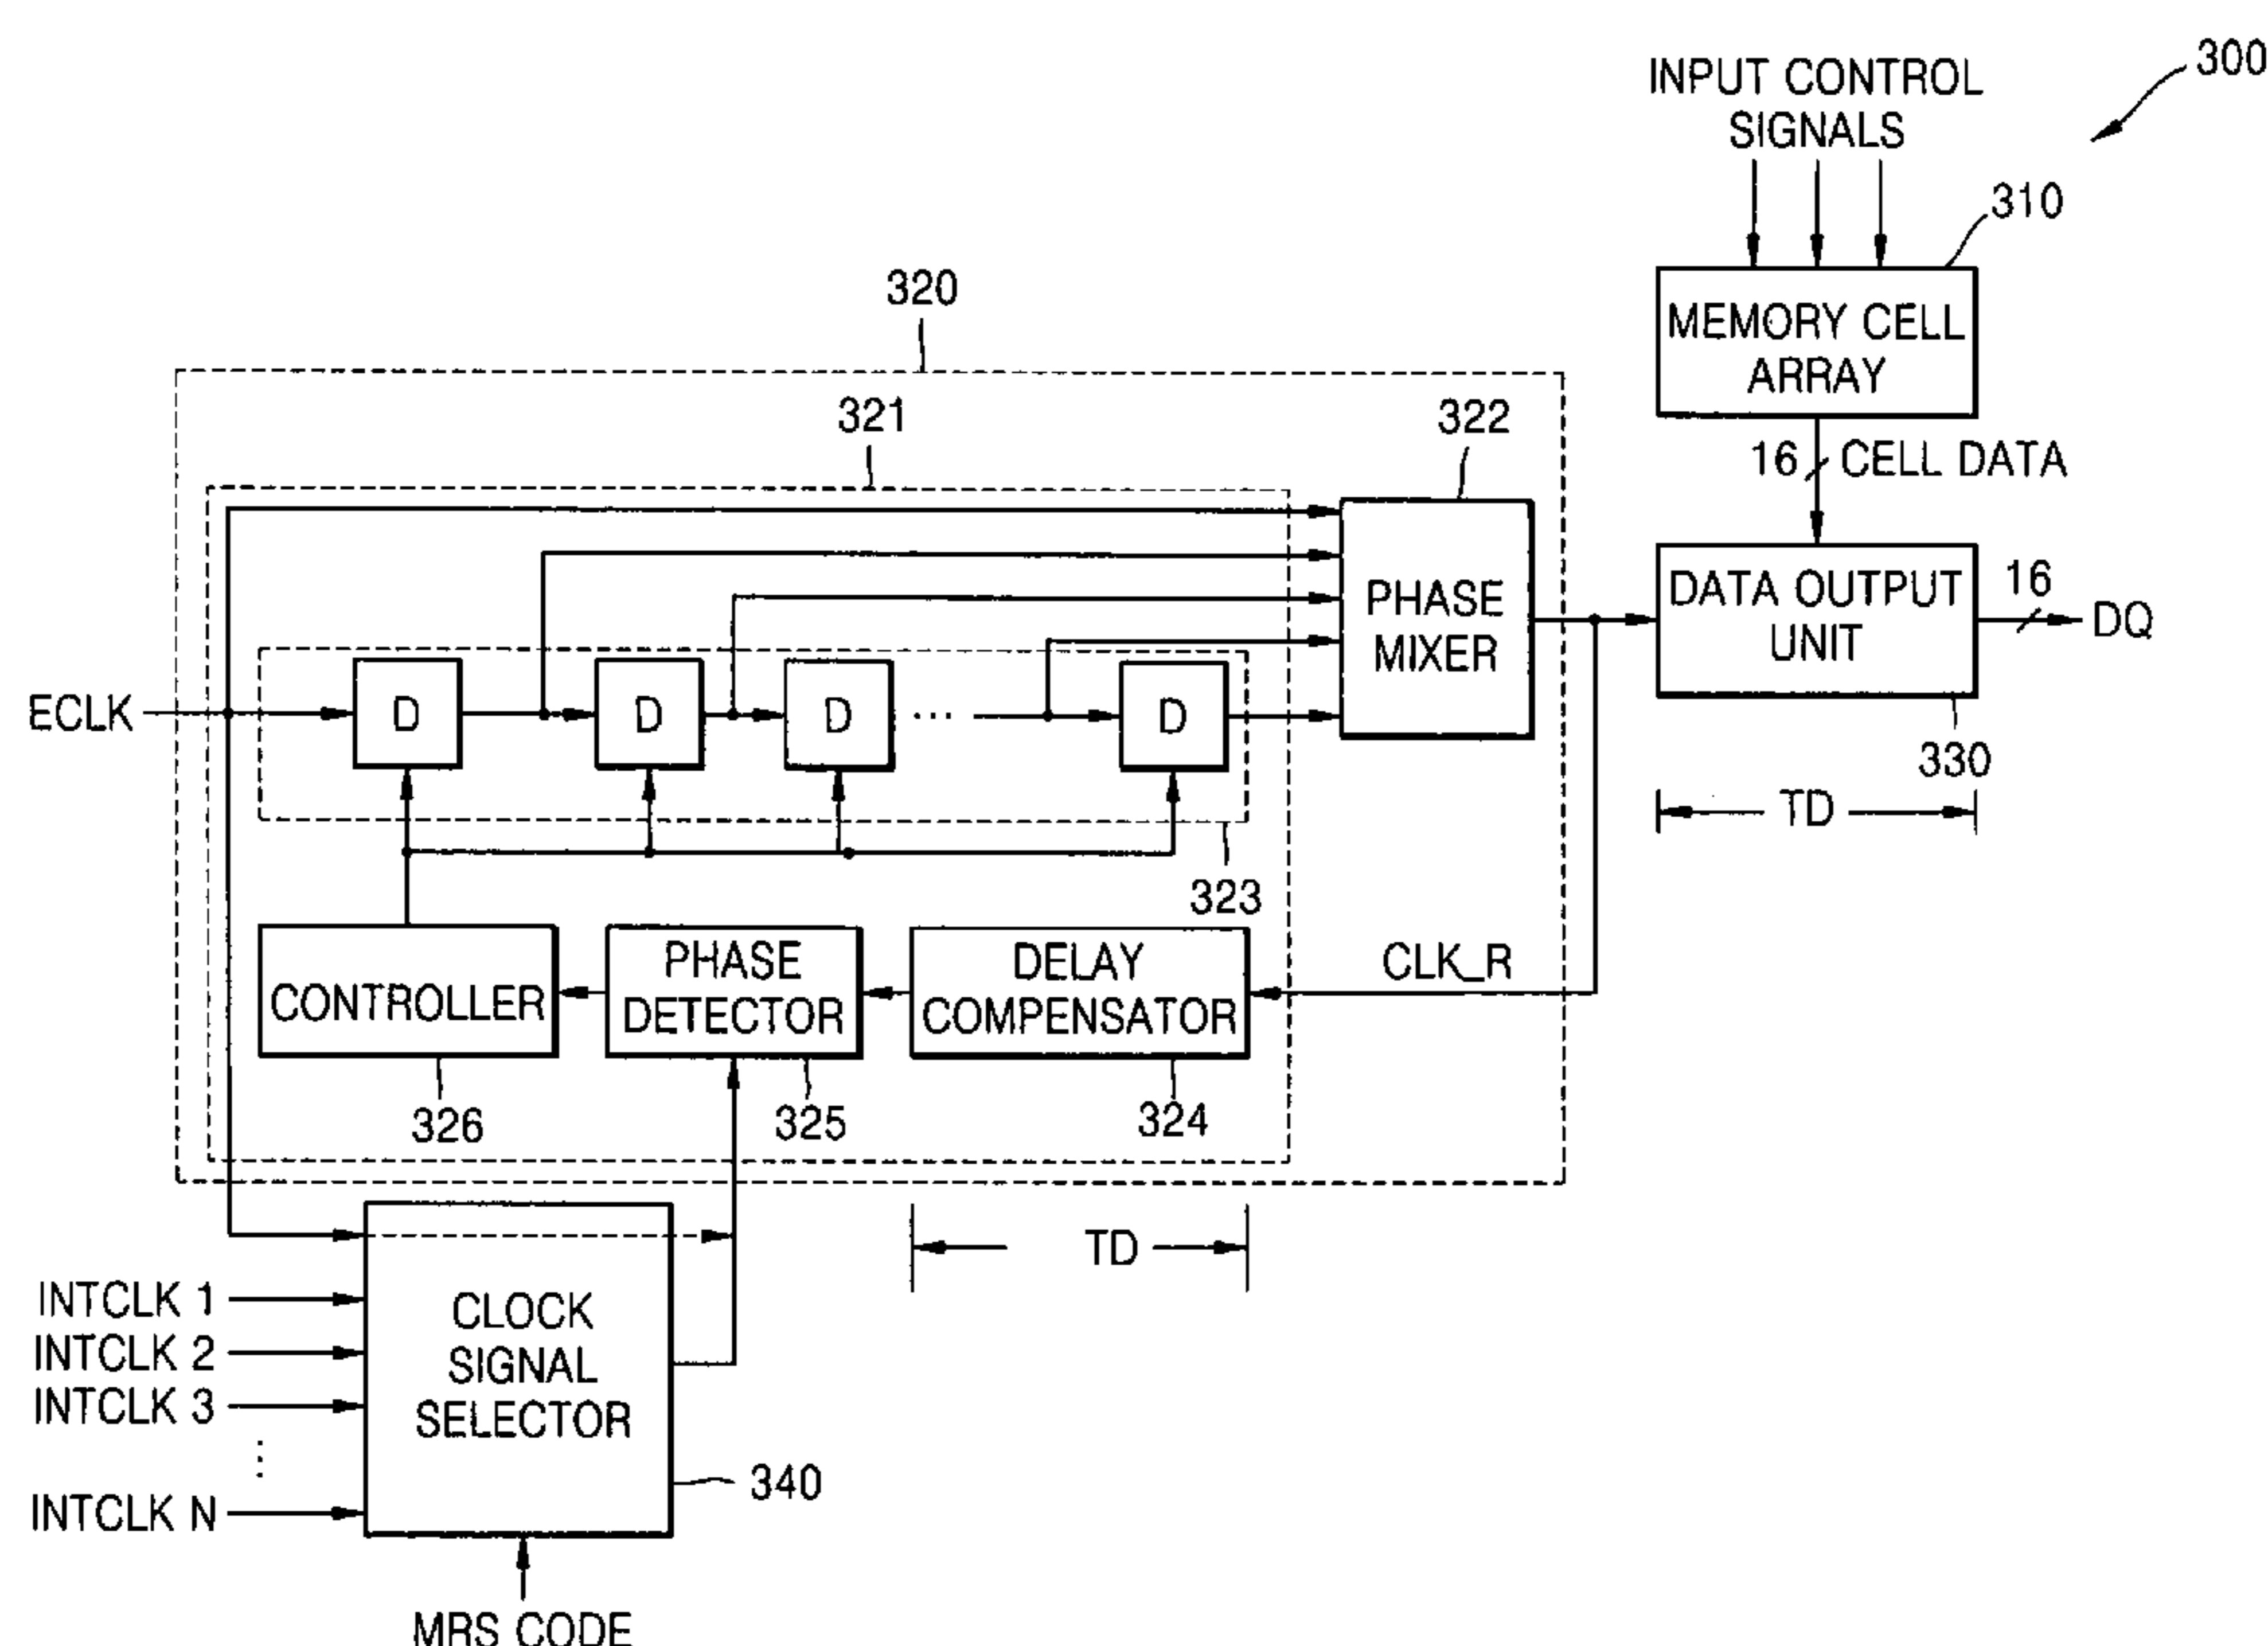 300
INPUT CONTROL
SIGNALS
310
MEMORY CELL
ARRAY
320
321
322
16 CELL DATA
PHASE
MIXER
DATA OUTPUT
UNIT
16
DQ
ECLK
D
D
D
...
D
330
TD
323
CONTROLLER
PHASE
DETECTOR
DELAY
COMPENSATOR
CLK_R
326
325
324
TD
INTCLK 1
INTCLK 2
INTCLK 3
INTCLK N
CLOCK
SIGNAL
SELECTOR
340
MRS CODE